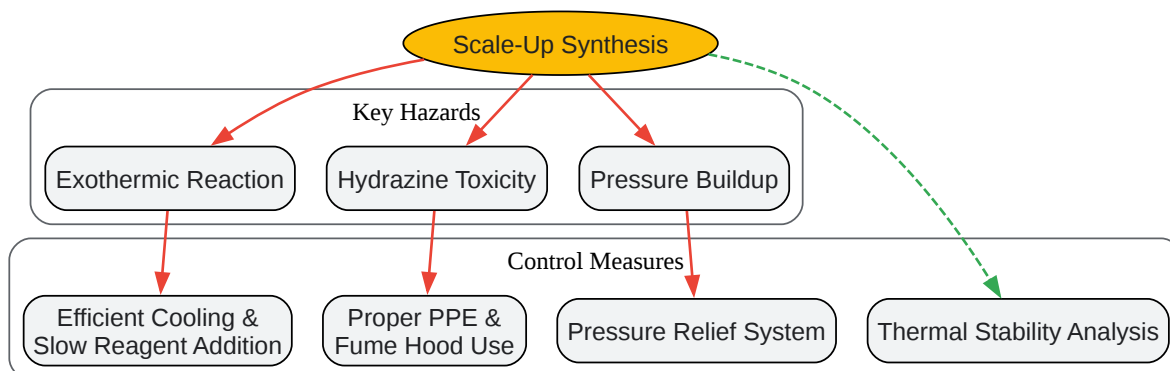 Scale-Up Synthesis
Key Hazards
Exothermic Reaction
Hydrazine Toxicity
Pressure Buildup
Control Measures
Efficient Cooling &
Slow Reagent Addition
Proper PPE &
Fume Hood Use
Pressure Relief System
Thermal Stability Analysis